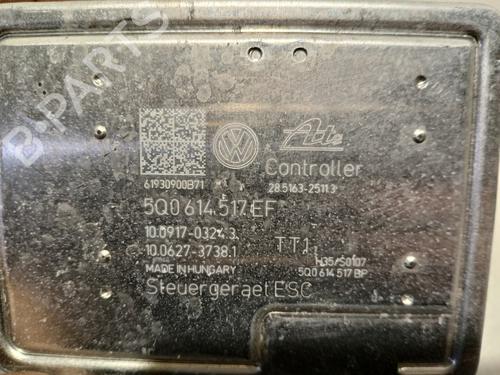 B-PARTS
Ate
Controller
61930900B71
28.5163-2511.3
5Q0 614 517 EF
10.0917-0324.3
10.0627-3738.1
TT1
H35/S0107
5Q0 614 517 BP
MADE IN HUNGARY
Steuergeraet ESC